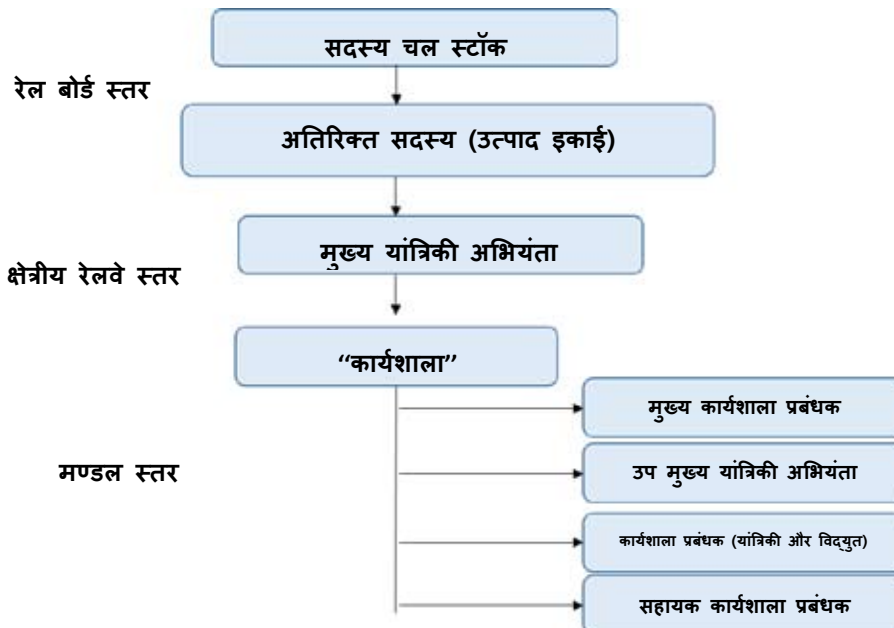 सदस्य चल स्टॉक
रेल बोर्ड स्तर
अतिरिक्त सदस्य (उत्पाद इकाई)
मुख्य यांत्रिकी अभियंता
क्षेत्रीय रेलवे स्तर
“कार्यशाला”
मुख्य कार्यशाला प्रबंधक
मण्डल स्तर
उप मुख्य यांत्रिकी अभियंता
कार्यशाला प्रबंधक (यांत्रिकी और विद्युत)
सहायक कार्यशाला प्रबंधक